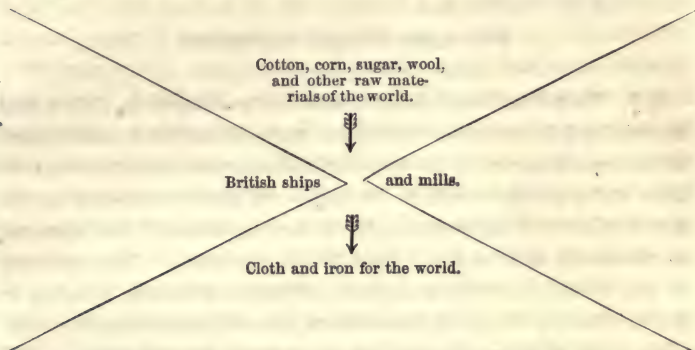 Cotton, corn, sugar, wool,
and other raw mate-
rials of the world.
British ships and mills.
Cloth and iron for the world.